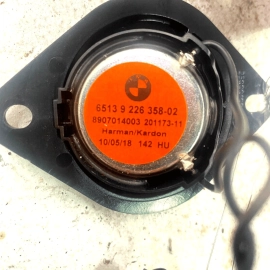 6513 9 226 358-02
8907014003 201173-11
Harman/Kardon
10/05/18 142 HU